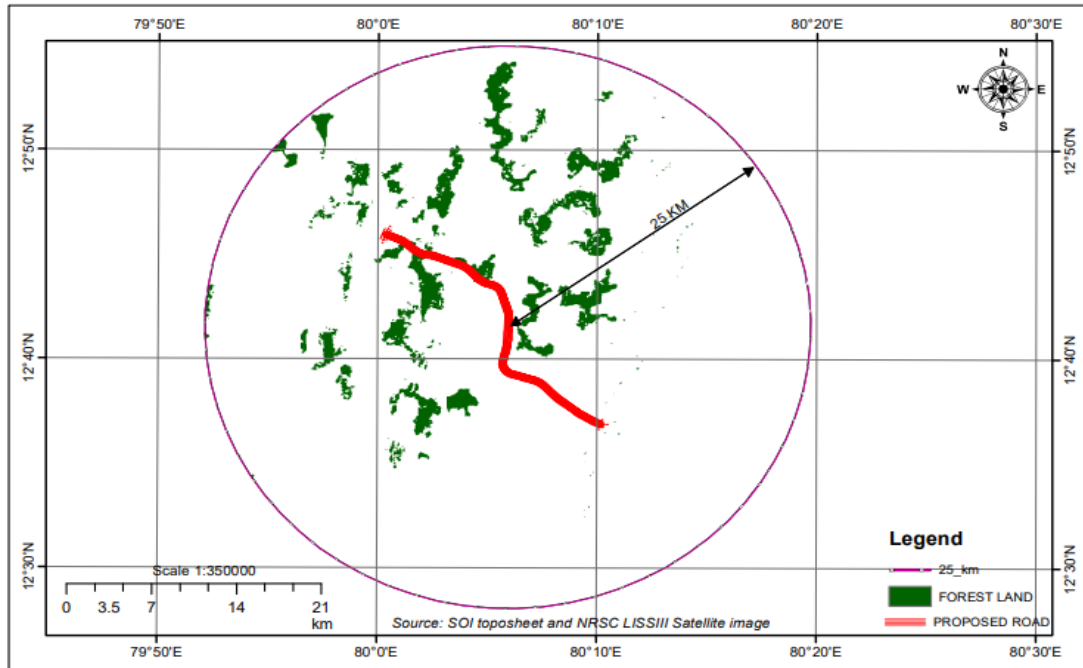 79°50'E 80°0'E 80°10'E 80°20'E 80°30'E
N
W E
S
12°50'N 12°50'N
25 KM
12°40'N 12°40'N
Legend
25_km
FOREST LAND
PROPOSED ROAD
12°30'N 12°30'N
Scale 1:350000
0 3.5 7 14 21
km
Source: SOI toposheet and NRSC LISSIII Satellite image
79°50'E 80°0'E 80°10'E 80°20'E 80°30'E